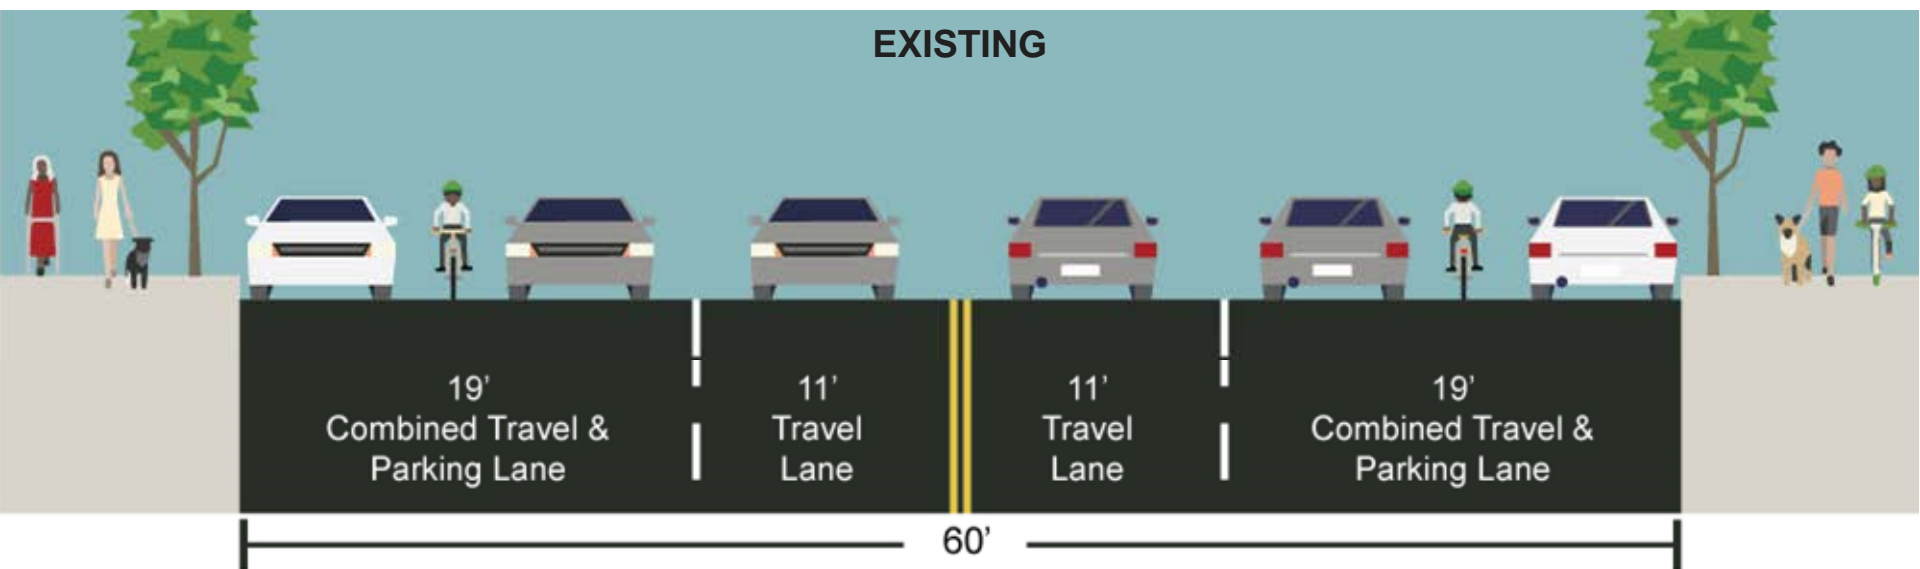 EXISTING
19’
Combined Travel &
Parking Lane
11’
Travel
Lane
11’
Travel
Lane
19’
Combined Travel &
Parking Lane
60’